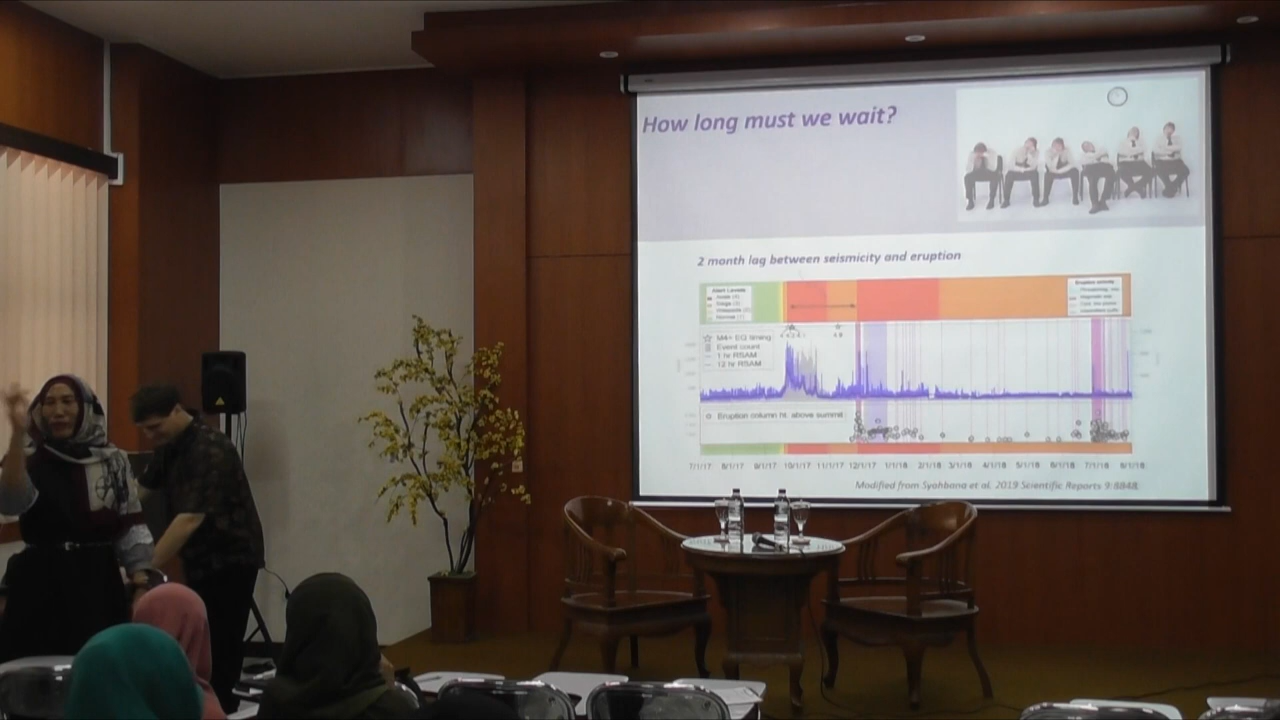 How long must we wait?
2 month lag between seismicity and eruption
Alert Levels
Normal (1)
M4+ EQ timing
Event count
1 hr RSAM
12 hr RSAM
Eruption column ht. above summit
7/1/17 8/1/17 9/1/17 10/1/17 11/1/17 12/1/17 1/1/18 2/1/18 3/1/18 4/1/18 5/1/18 6/1/18 7/1/18 8/1/18
Modified from Syahbana et al. 2019 Scientific Reports 9:8848.